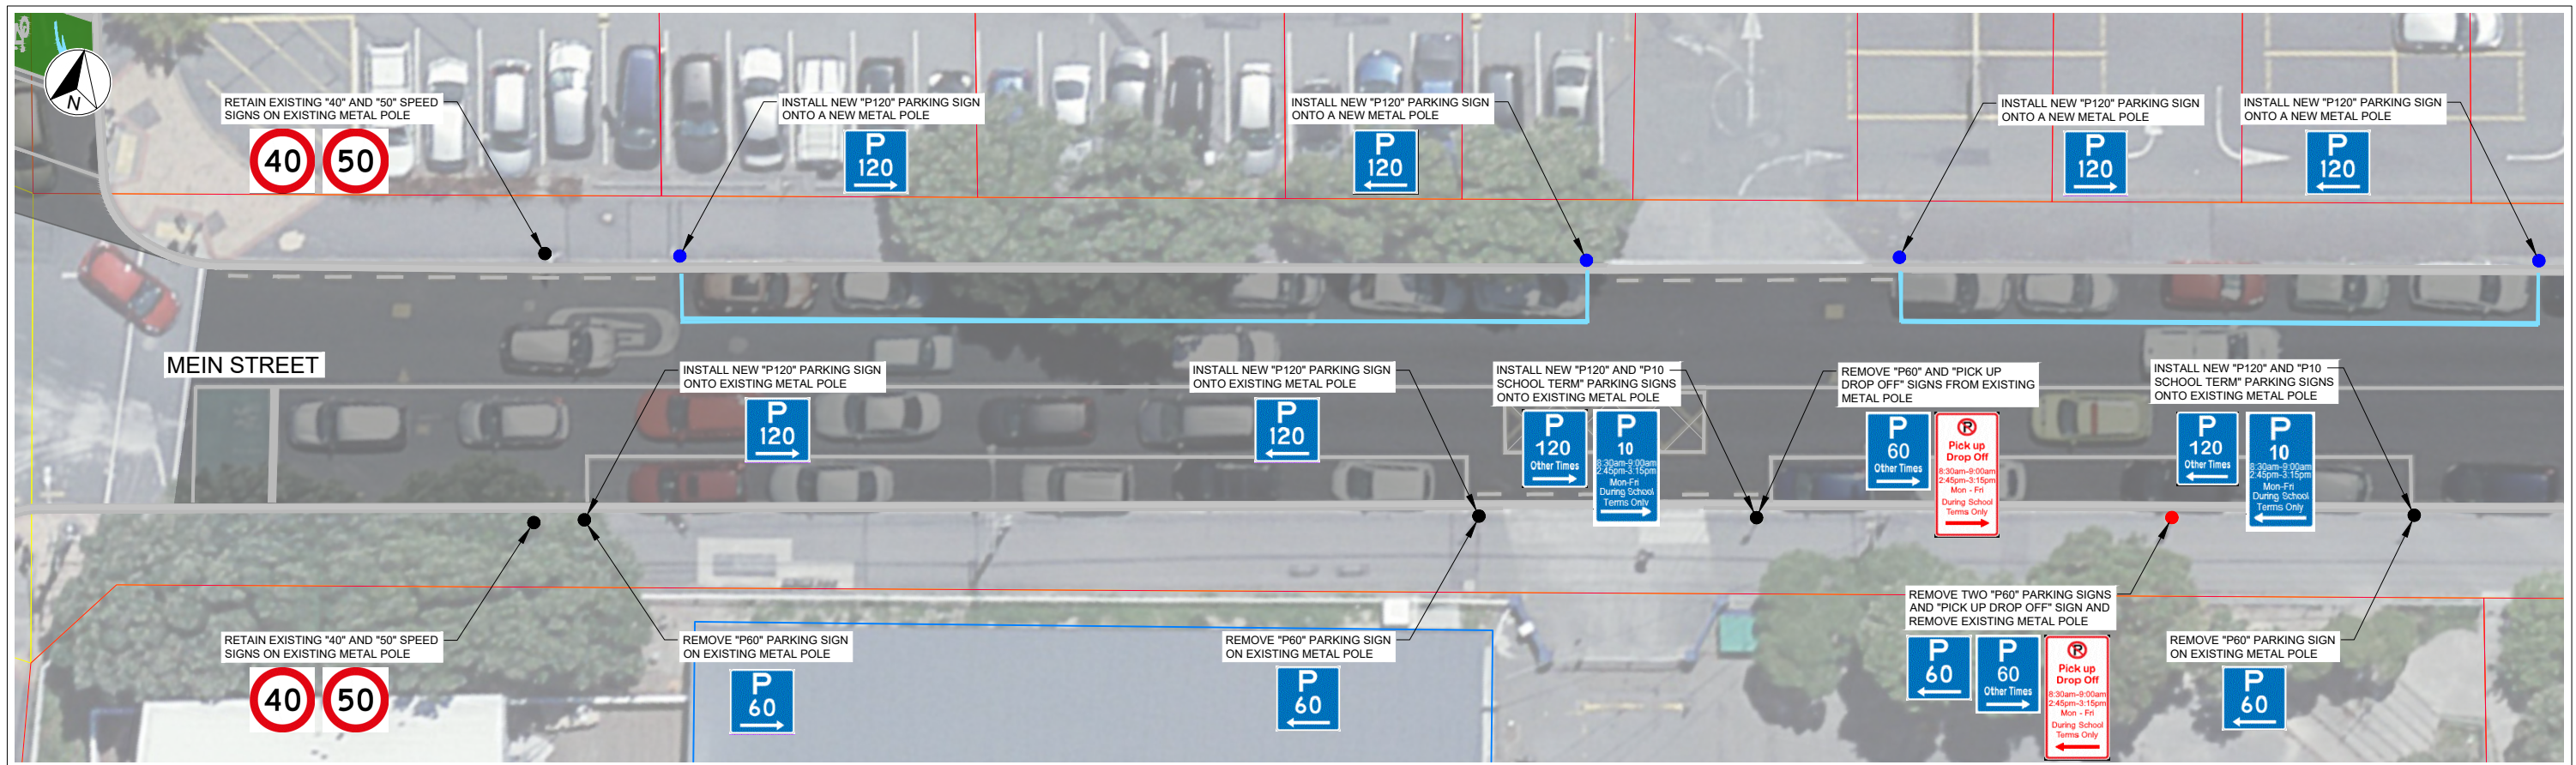 N
RETAIN EXISTING "40" AND "50" SPEED
SIGNS ON EXISTING METAL POLE
40
50
INSTALL NEW "P120" PARKING SIGN
ONTO A NEW METAL POLE
P
120
INSTALL NEW "P120" PARKING SIGN
ONTO A NEW METAL POLE
P
120
INSTALL NEW "P120" PARKING SIGN
ONTO A NEW METAL POLE
P
120
INSTALL NEW "P120" PARKING SIGN
ONTO A NEW METAL POLE
P
120
MEIN STREET
INSTALL NEW "P120" PARKING SIGN
ONTO EXISTING METAL POLE
P
120
INSTALL NEW "P120" PARKING SIGN
ONTO EXISTING METAL POLE
P
120
INSTALL NEW "P120" AND "P10
SCHOOL TERM" PARKING SIGNS
ONTO EXISTING METAL POLE
P
120
Other Times
P
10
8:30am-9:00am
2:45pm-3:15pm
Mon-Fri
During School
Terms Only
REMOVE "P60" AND "PICK UP
DROP OFF" SIGNS FROM EXISTING
METAL POLE
P
60
Other Times
P
Pick up
Drop Off
8:30am-9:00am
2:45pm-3:15pm
Mon - Fri
During School
Terms Only
INSTALL NEW "P120" AND "P10
SCHOOL TERM" PARKING SIGNS
ONTO EXISTING METAL POLE
P
120
Other Times
P
10
8:30am-9:00am
2:45pm-3:15pm
Mon-Fri
During School
Terms Only
RETAIN EXISTING "40" AND "50" SPEED
SIGNS ON EXISTING METAL POLE
40
50
REMOVE "P60" PARKING SIGN
ON EXISTING METAL POLE
P
60
REMOVE "P60" PARKING SIGN
ON EXISTING METAL POLE
P
60
REMOVE TWO "P60" PARKING SIGNS
AND "PICK UP DROP OFF" SIGN AND
REMOVE EXISTING METAL POLE
P
60
P
60
Other Times
P
Pick up
Drop Off
8:30am-9:00am
2:45pm-3:15pm
Mon - Fri
During School
Terms Only
REMOVE "P60" PARKING SIGN
ON EXISTING METAL POLE
P
60